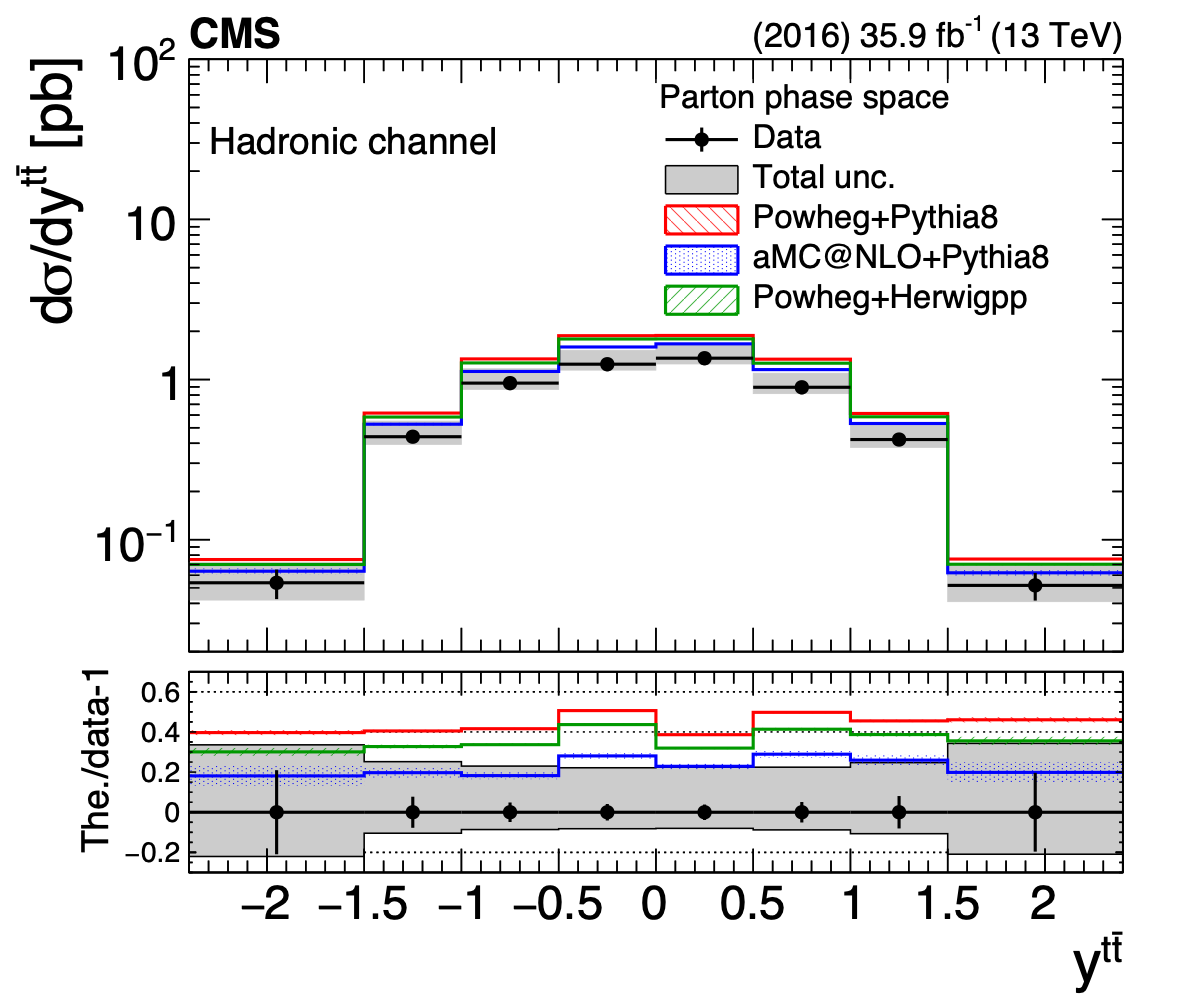 CMS (2016) 35.9 fb⁻¹ (13 TeV)
dσ/dy^tt̄ [pb]
10²
10
1
10⁻¹
Hadronic channel
Parton phase space
Data
Total unc.
Powheg+Pythia8
aMC@NLO+Pythia8
Powheg+Herwigpp
The./data-1
0.6
0.4
0.2
0
−0.2
−2 −1.5 −1 −0.5 0 0.5 1 1.5 2
y^tt̄